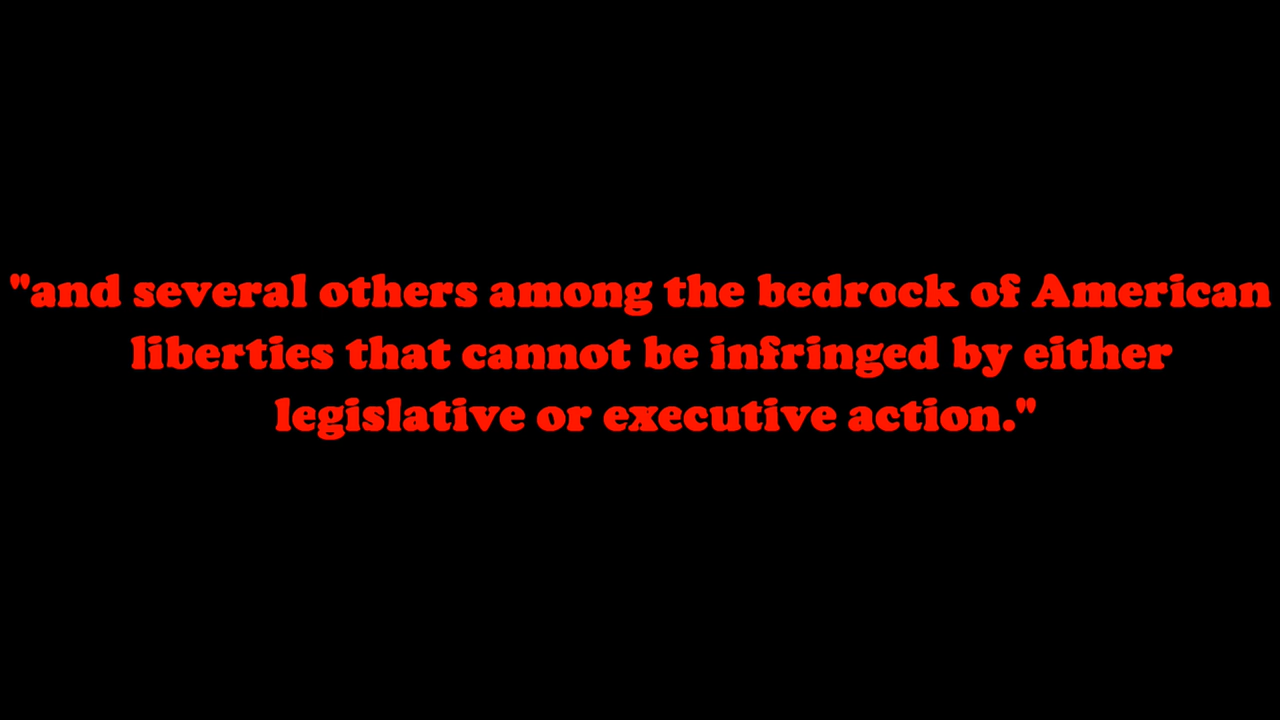 "and several others among the bedrock of American
liberties that cannot be infringed by either
legislative or executive action."